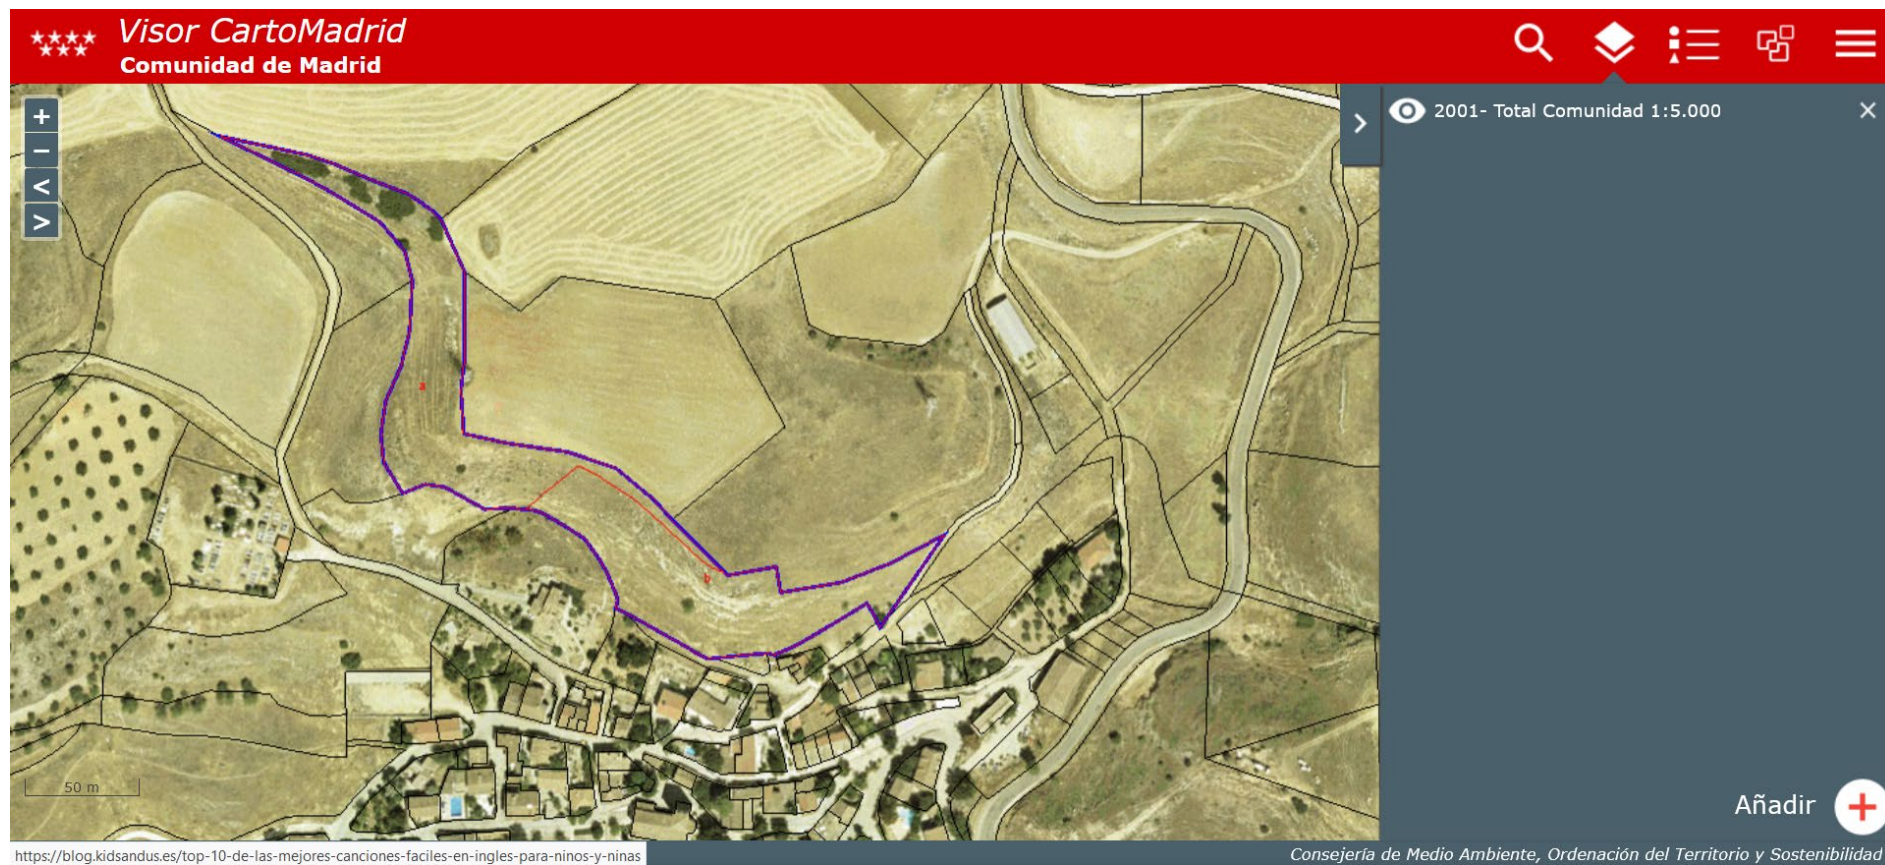 Visor CartoMadrid
Comunidad de Madrid
+
−
<
>
2001- Total Comunidad 1:5.000
a
b
50 m
Añadir
https://blog.kidsandus.es/top-10-de-las-mejores-canciones-faciles-en-ingles-para-ninos-y-ninas
Consejería de Medio Ambiente, Ordenación del Territorio y Sostenibilidad